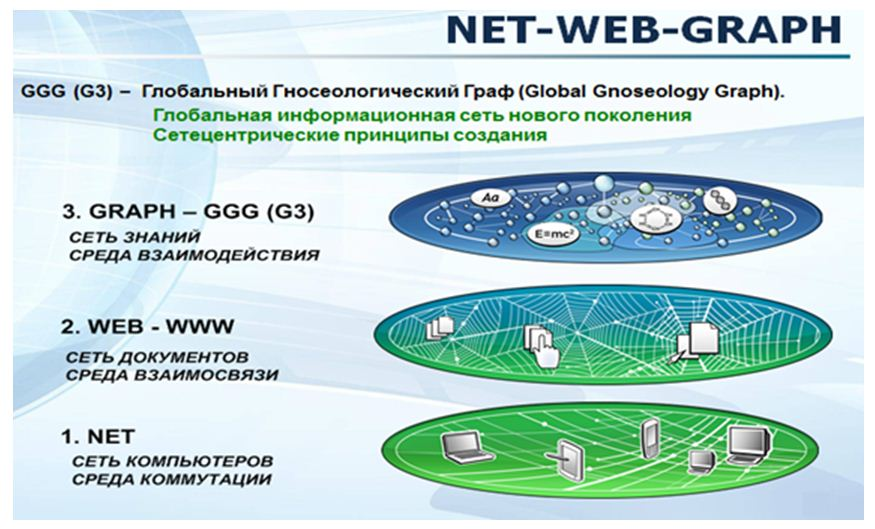 NET-WEB-GRAPH
GGG (G3) – Глобальный Гносеологический Граф (Global Gnoseology Graph).
Глобальная информационная сеть нового поколения
Сетецентрические принципы создания
3. GRAPH – GGG (G3)
СЕТЬ ЗНАНИЙ
СРЕДА ВЗАИМОДЕЙСТВИЯ
Aa
E=mc²
2. WEB - WWW
СЕТЬ ДОКУМЕНТОВ
СРЕДА ВЗАИМОСВЯЗИ
1. NET
СЕТЬ КОМПЬЮТЕРОВ
СРЕДА КОММУТАЦИИ